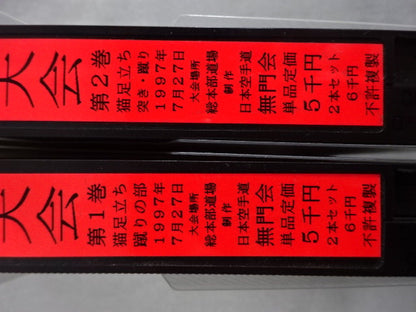 大会
第2巻
猫足立ち
突き・蹴り
1997年
7月27日
大会場所
総本部道場
制作
日本空手道
無門会
単品定価
5千円
2本セット
6千円
不許複製
大会
第1巻
猫足立ち
蹴りの部
1997年
7月27日
大会場所
総本部道場
制作
日本空手道
無門会
単品定価
5千円
2本セット
6千円
不許複製